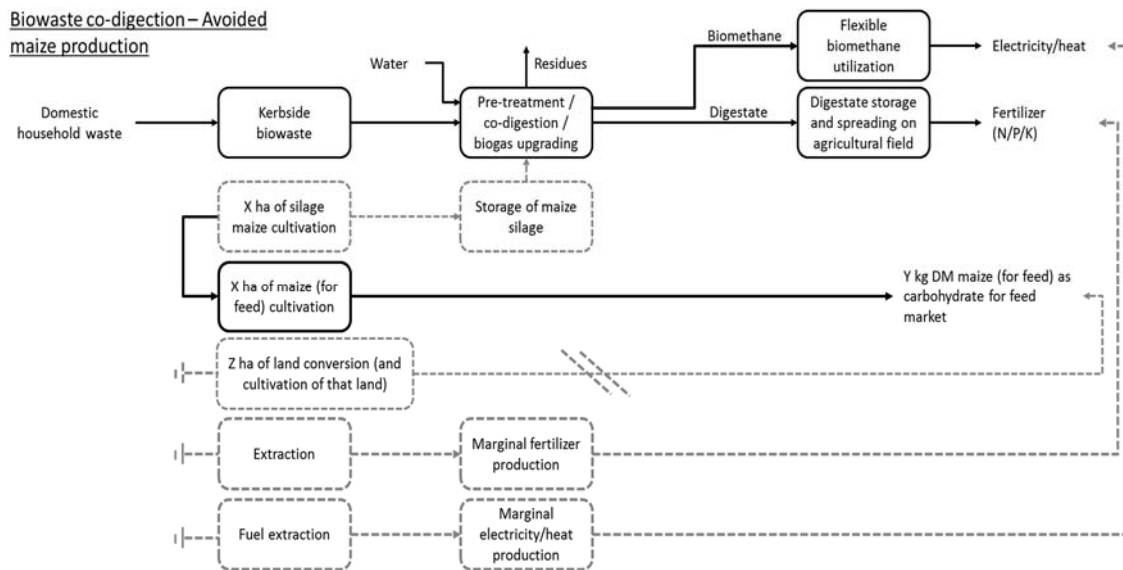 Biowaste co-digestion – Avoided
maize production
Water
Residues
Biomethane
Flexible
biomethane
utilization
Electricity/heat
Domestic
household waste
Kerbside
biowaste
Pre-treatment /
co-digestion /
biogas upgrading
Digestate
Digestate storage
and spreading on
agricultural field
Fertilizer
(N/P/K)
X ha of silage
maize cultivation
Storage of maize
silage
X ha of maize (for
feed) cultivation
Y kg DM maize (for feed) as
carbohydrate for feed
market
Z ha of land conversion (and
cultivation of that land)
Extraction
Marginal fertilizer
production
Fuel extraction
Marginal
electricity/heat
production